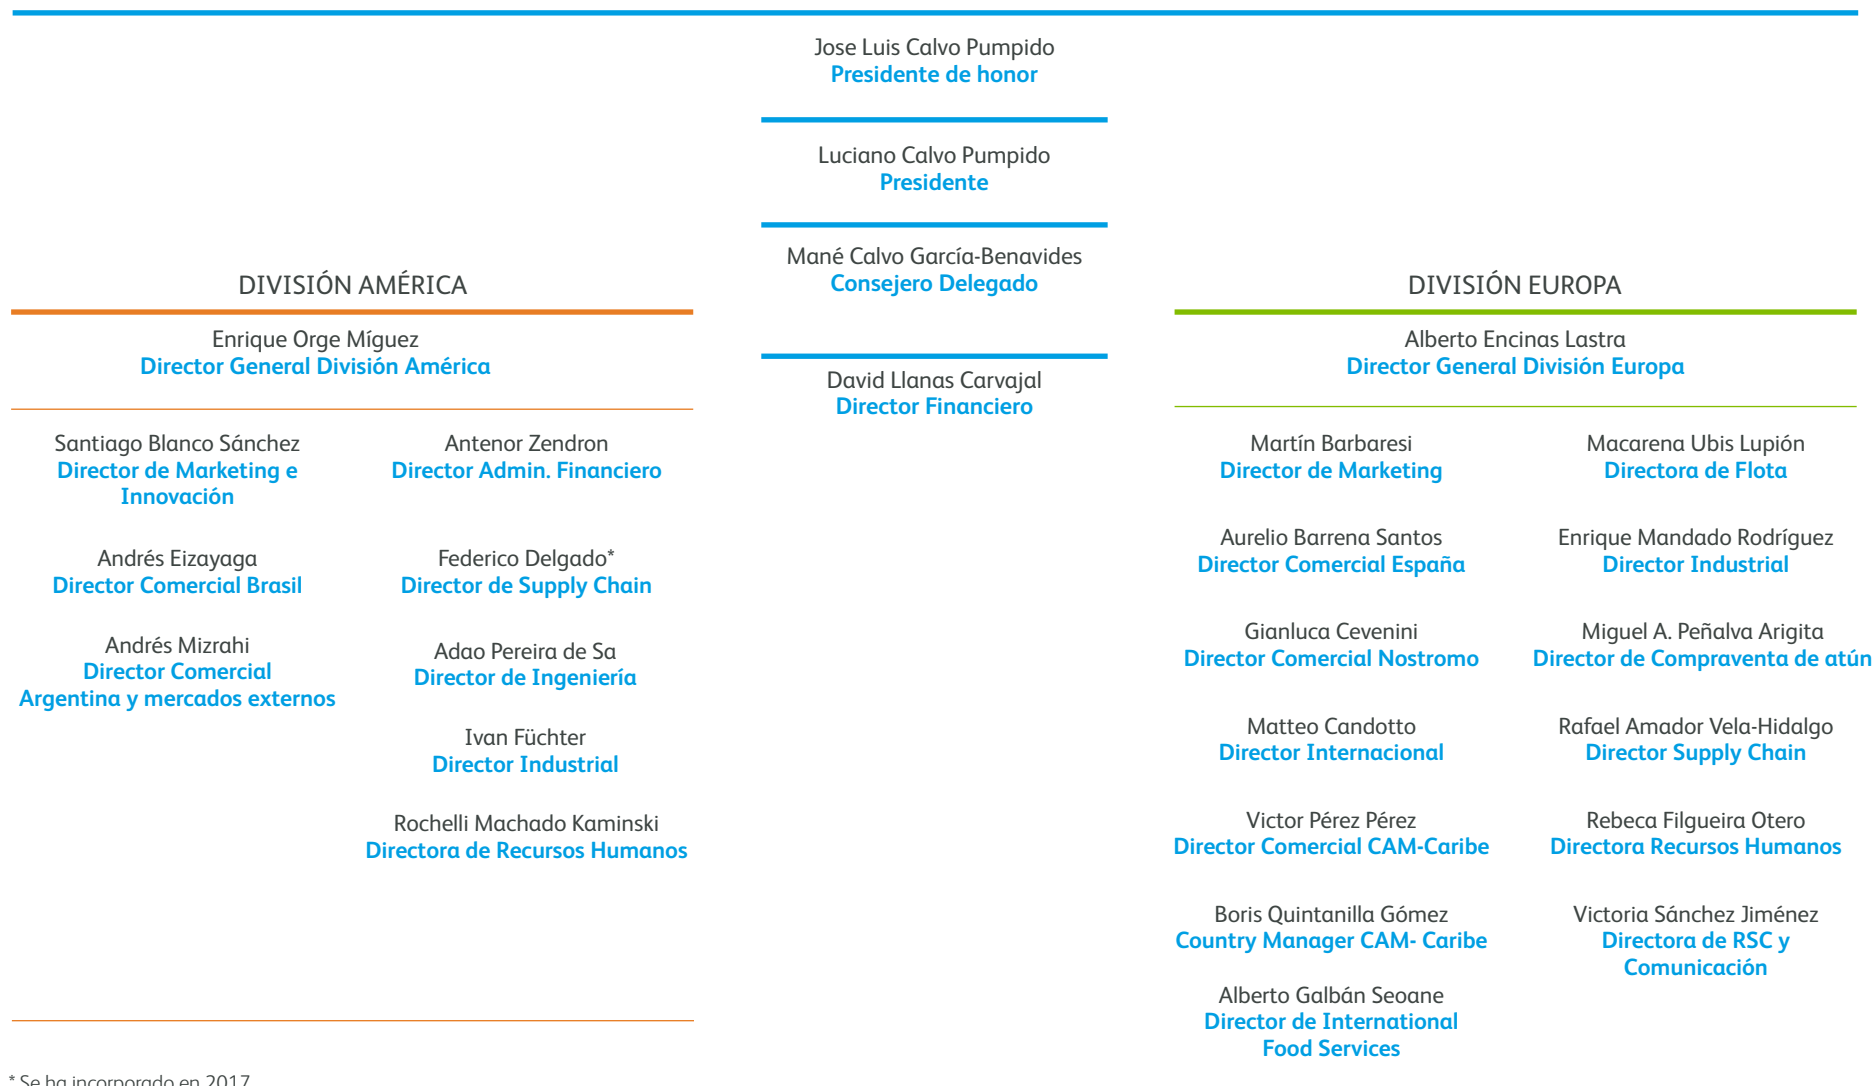 Jose Luis Calvo Pumpido
Presidente de honor
Luciano Calvo Pumpido
Presidente
Mané Calvo García-Benavides
Consejero Delegado
David Llanas Carvajal
Director Financiero
DIVISIÓN AMÉRICA
Enrique Orge Míguez
Director General División América
Santiago Blanco Sánchez
Director de Marketing e
Innovación
Andrés Eizayaga
Director Comercial Brasil
Andrés Mizrahi
Director Comercial
Argentina y mercados externos
Antenor Zendron
Director Admin. Financiero
Federico Delgado*
Director de Supply Chain
Adao Pereira de Sa
Director de Ingeniería
Ivan Füchter
Director Industrial
Rochelli Machado Kaminski
Directora de Recursos Humanos
DIVISIÓN EUROPA
Alberto Encinas Lastra
Director General División Europa
Martín Barbaresi
Director de Marketing
Aurelio Barrena Santos
Director Comercial España
Gianluca Cevenini
Director Comercial Nostromo
Matteo Candotto
Director Internacional
Victor Pérez Pérez
Director Comercial CAM-Caribe
Boris Quintanilla Gómez
Country Manager CAM- Caribe
Alberto Galbán Seoane
Director de International
Food Services
Macarena Ubis Lupión
Directora de Flota
Enrique Mandado Rodríguez
Director Industrial
Miguel A. Peñalva Arigita
Director de Compraventa de atún
Rafael Amador Vela-Hidalgo
Director Supply Chain
Rebeca Filgueira Otero
Directora Recursos Humanos
Victoria Sánchez Jiménez
Directora de RSC y
Comunicación
* Se ha incorporado en 2017